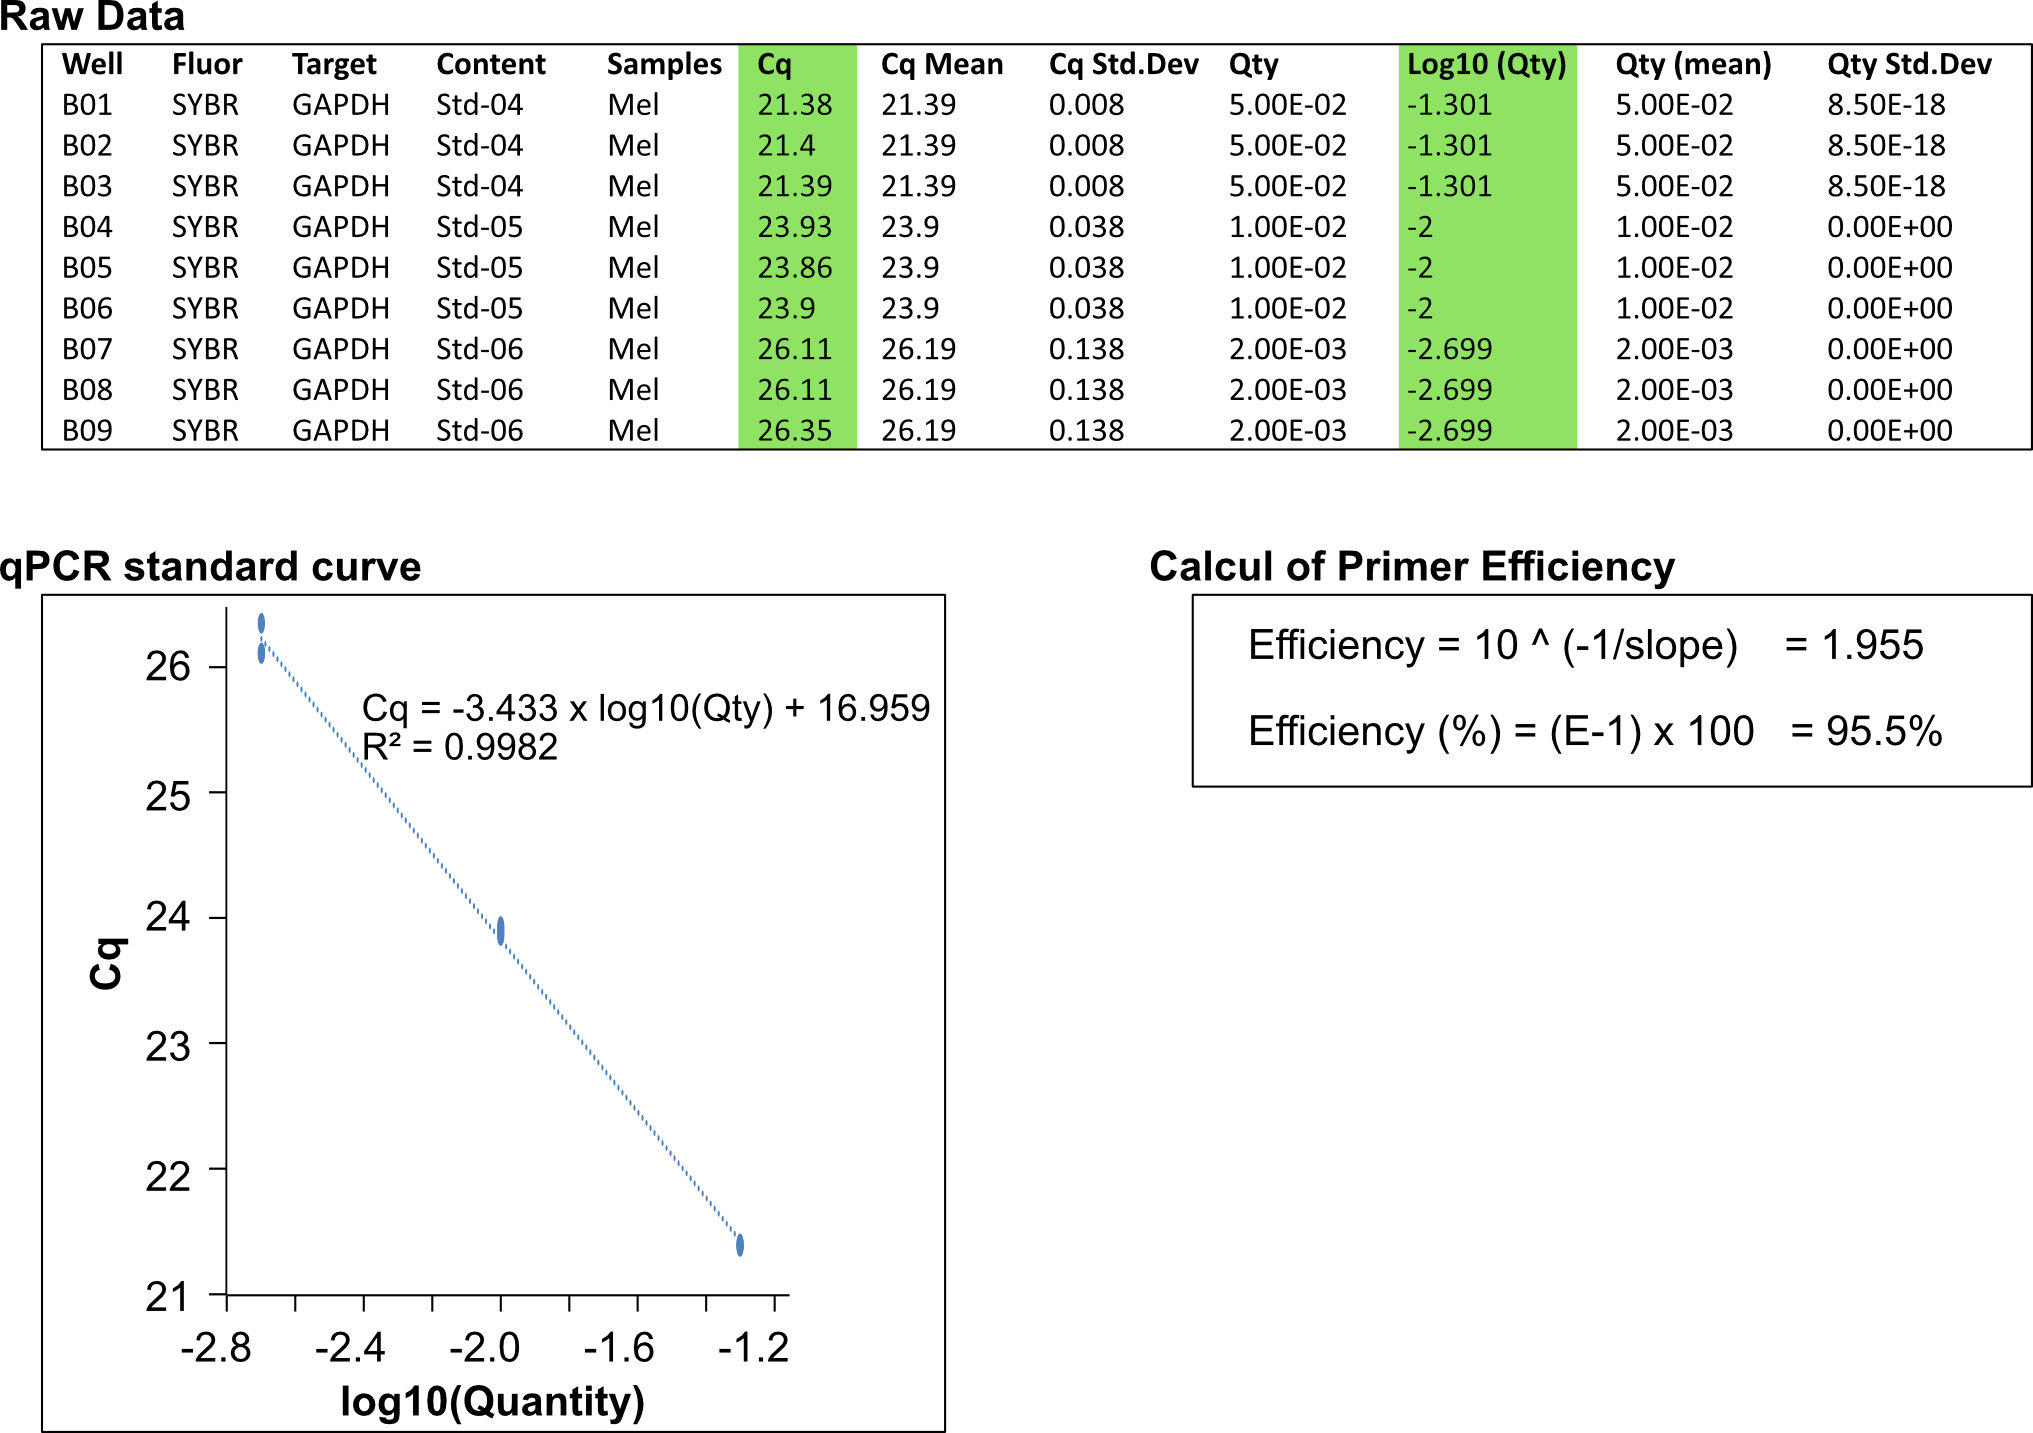 Raw Data
Well Fluor Target Content Samples Cq Cq Mean Cq Std.Dev Qty Log10 (Qty) Qty (mean) Qty Std.Dev
B01 SYBR GAPDH Std-04 Mel 21.38 21.39 0.008 5.00E-02 -1.301 5.00E-02 8.50E-18
B02 SYBR GAPDH Std-04 Mel 21.4 21.39 0.008 5.00E-02 -1.301 5.00E-02 8.50E-18
B03 SYBR GAPDH Std-04 Mel 21.39 21.39 0.008 5.00E-02 -1.301 5.00E-02 8.50E-18
B04 SYBR GAPDH Std-05 Mel 23.93 23.9 0.038 1.00E-02 -2 1.00E-02 0.00E+00
B05 SYBR GAPDH Std-05 Mel 23.86 23.9 0.038 1.00E-02 -2 1.00E-02 0.00E+00
B06 SYBR GAPDH Std-05 Mel 23.9 23.9 0.038 1.00E-02 -2 1.00E-02 0.00E+00
B07 SYBR GAPDH Std-06 Mel 26.11 26.19 0.138 2.00E-03 -2.699 2.00E-03 0.00E+00
B08 SYBR GAPDH Std-06 Mel 26.11 26.19 0.138 2.00E-03 -2.699 2.00E-03 0.00E+00
B09 SYBR GAPDH Std-06 Mel 26.35 26.19 0.138 2.00E-03 -2.699 2.00E-03 0.00E+00
qPCR standard curve
26
25
24
23
22
21
Cq
Cq = -3.433 x log10(Qty) + 16.959
R² = 0.9982
-2.8 -2.4 -2.0 -1.6 -1.2
log10(Quantity)
Calcul of Primer Efficiency
Efficiency = 10 ^ (-1/slope) = 1.955
Efficiency (%) = (E-1) x 100 = 95.5%